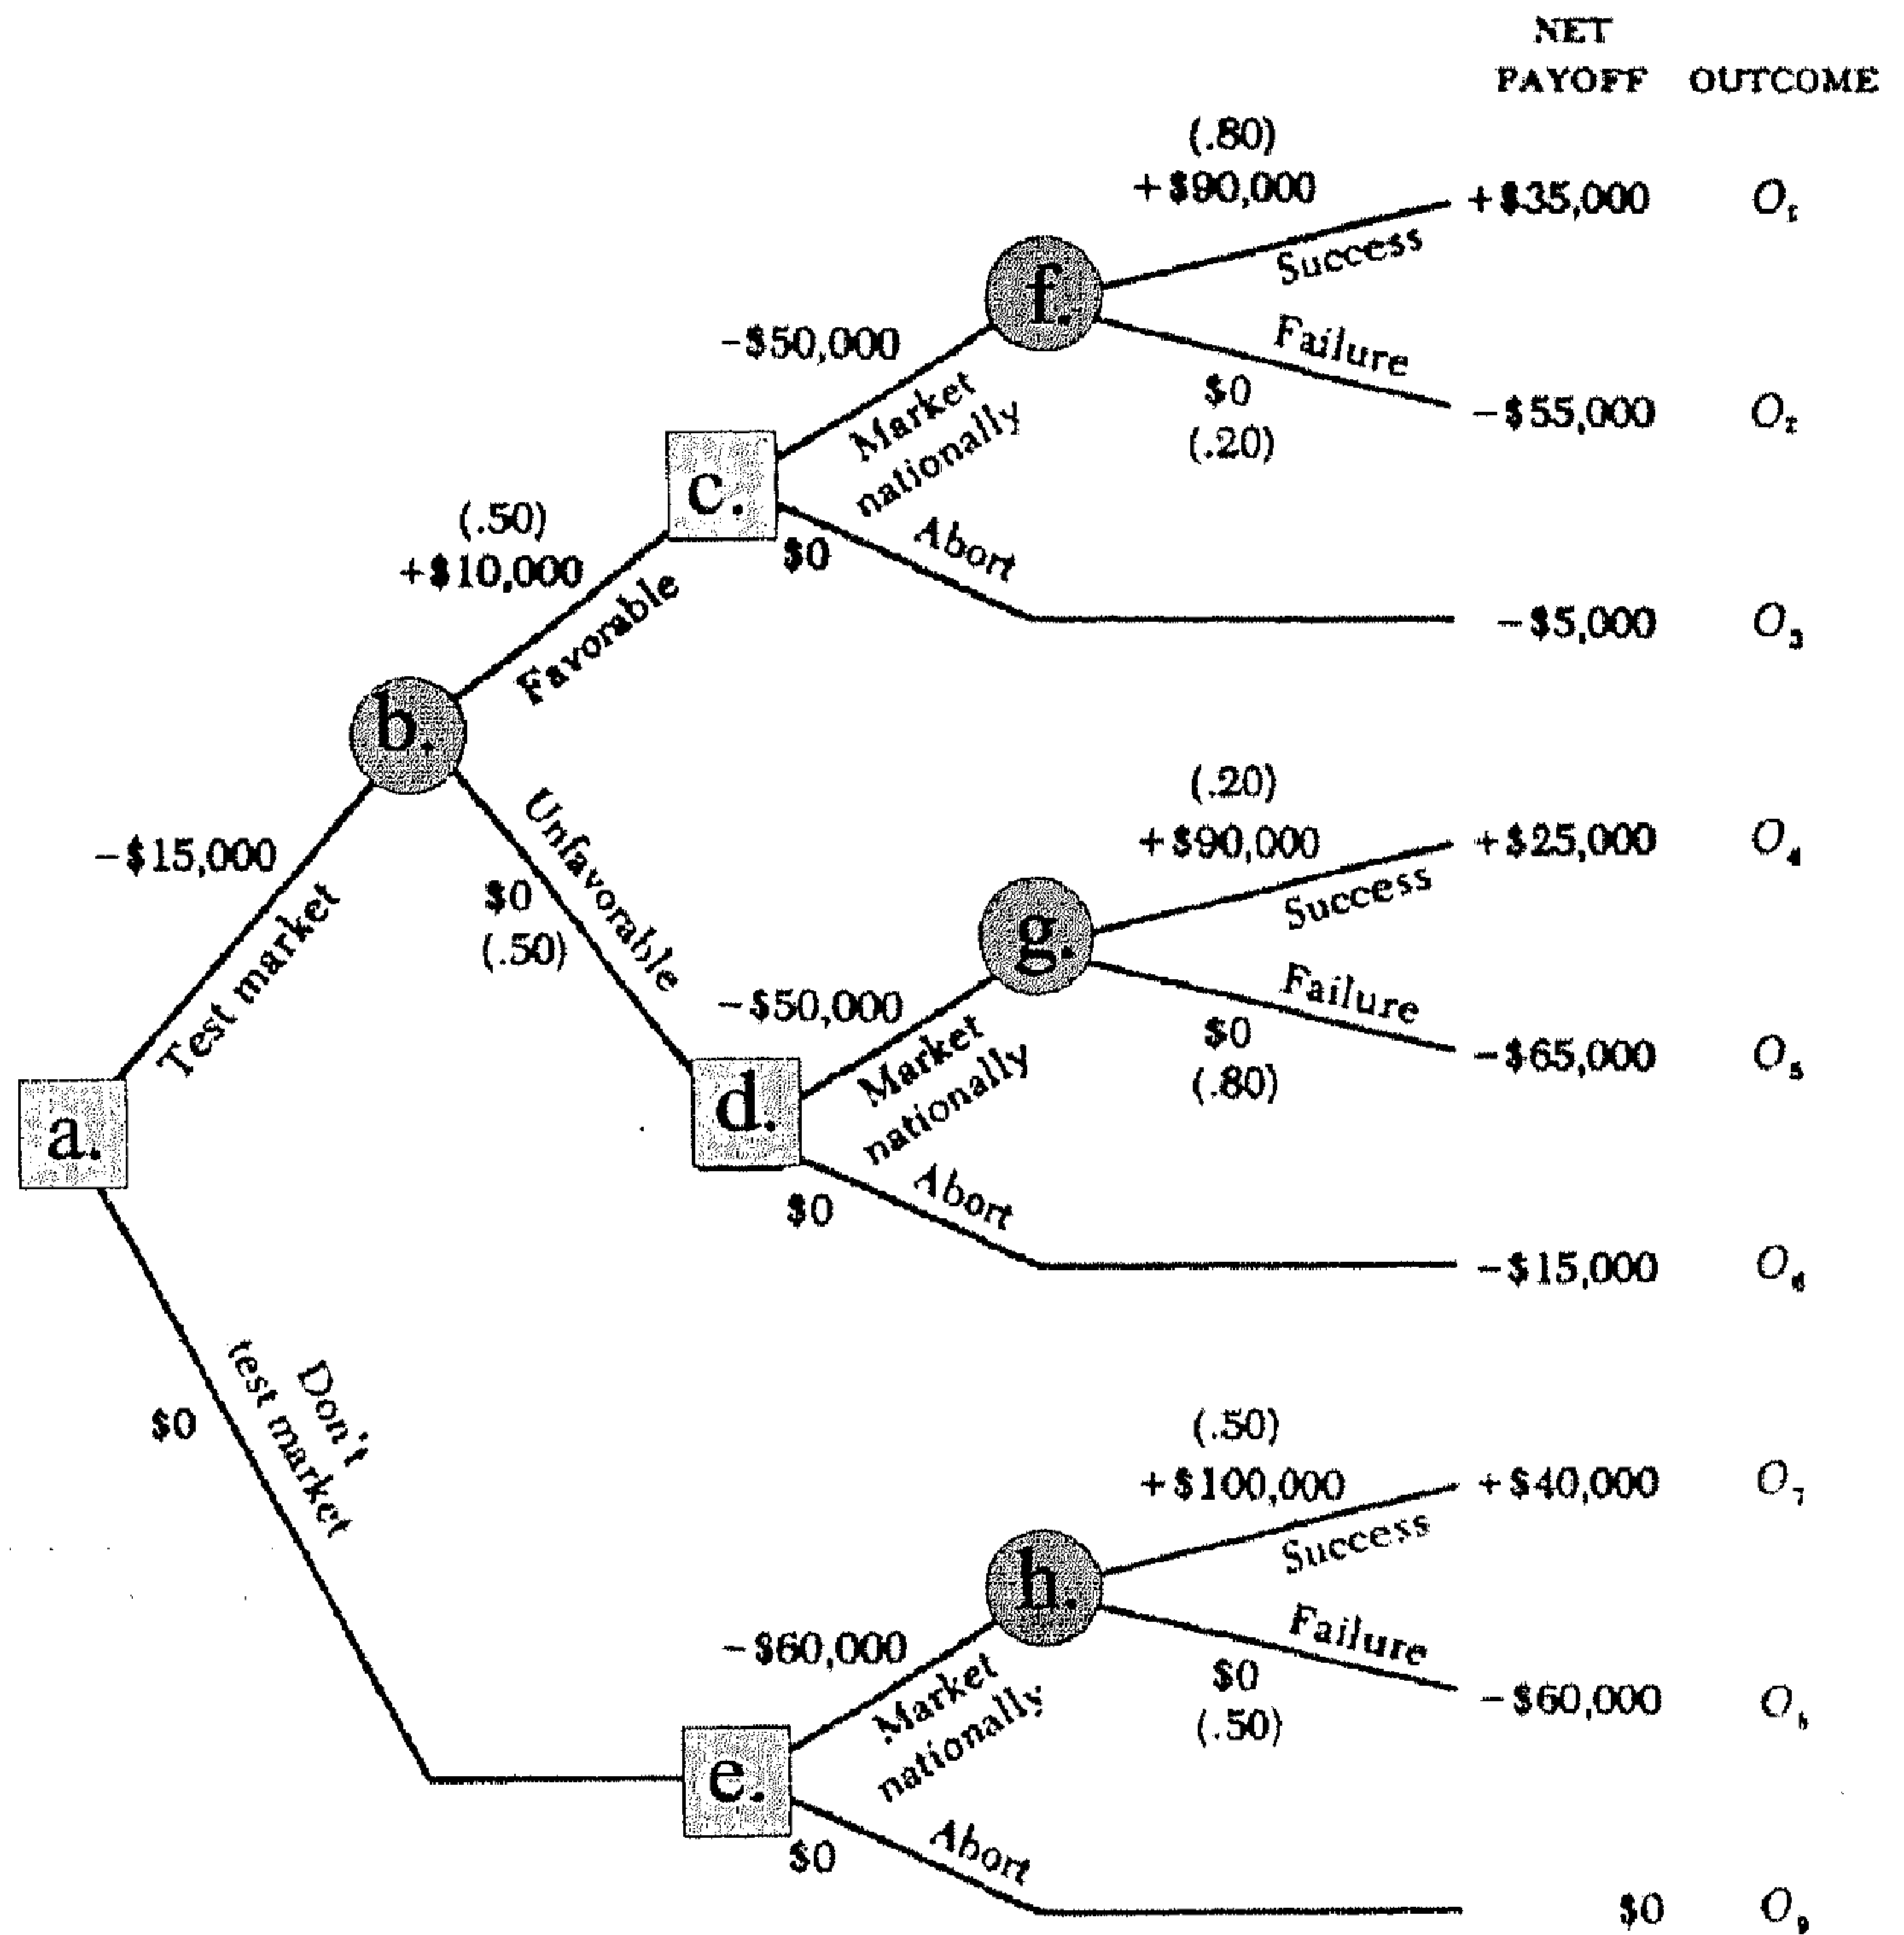 NET
PAYOFF OUTCOME
(.80)
+$90,000
+$35,000 O₁
Success
Failure
$0
(.20)
-$55,000 O₂
-$50,000
f.
Market
nationally
c.
Abort
$0
-$5,000 O₃
(.50)
+$10,000
Favorable
b.
Unfavorable
$0
(.50)
-$15,000
Test market
(.20)
+$90,000
+$25,000 O₄
Success
g.
Failure
$0
(.80)
-$65,000 O₅
-$50,000
Market
nationally
d.
Abort
$0
-$15,000 O₆
a.
Don't
test market
$0
(.50)
+$100,000
+$40,000 O₇
Success
h.
Failure
$0
(.50)
-$60,000 O₈
-$60,000
Market
nationally
e.
Abort
$0
$0 O₉